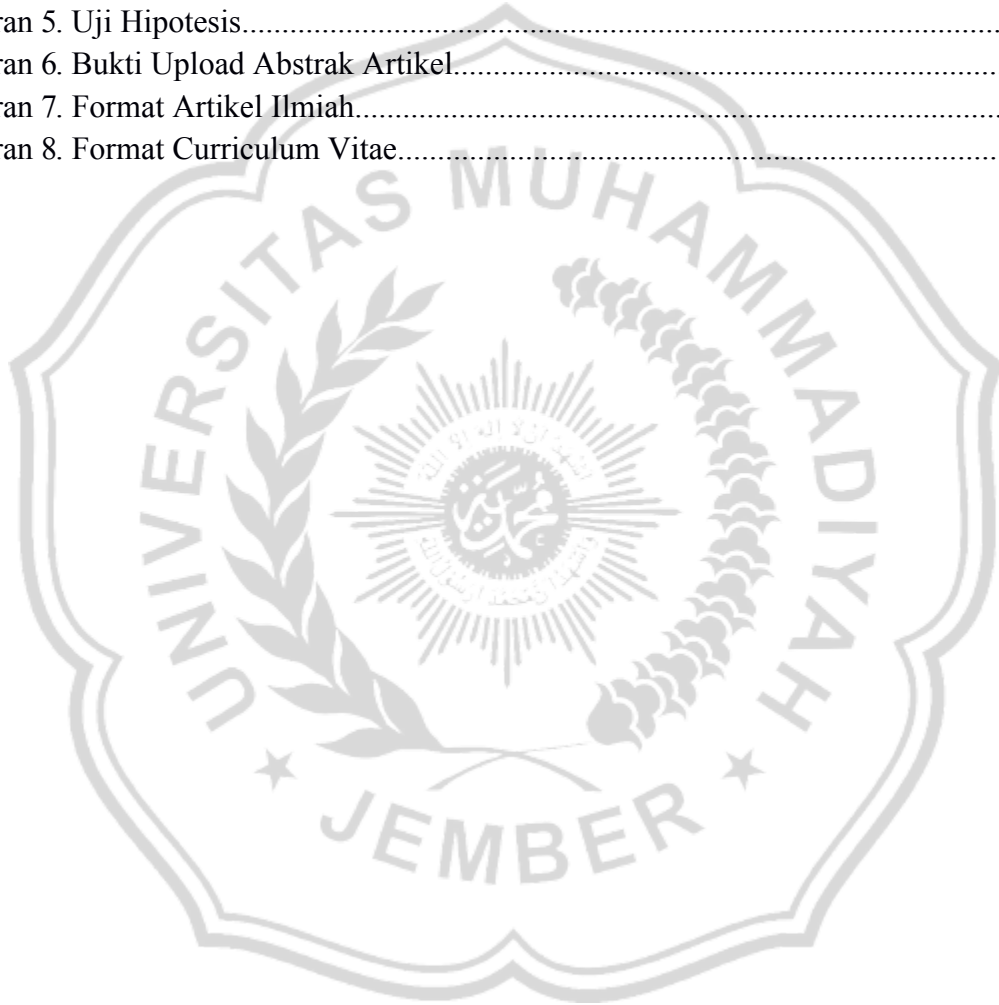 ran 5. Uji Hipotesis..........................................................................................
ran 6. Bukti Upload Abstrak Artikel................................................................
ran 7. Format Artikel Ilmiah............................................................................
ran 8. Format Curriculum Vitae......................................................................
UNIVERSITAS MUHAMMADIYAH
JEMBER